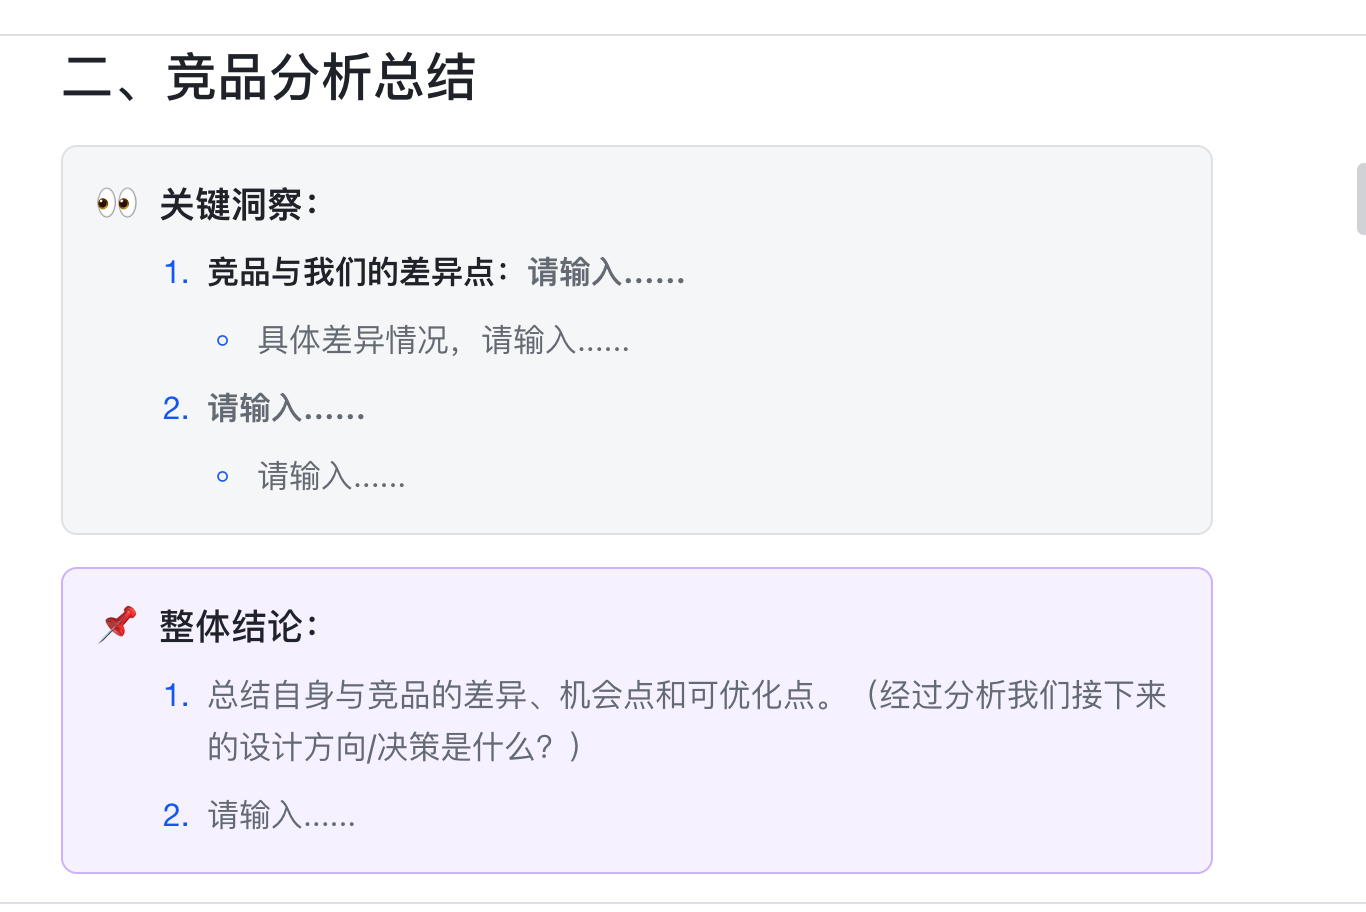 二、竞品分析总结
👀 关键洞察：
1. 竞品与我们的差异点：请输入......
具体差异情况，请输入......
2. 请输入......
请输入......
📌 整体结论：
1. 总结自身与竞品的差异、机会点和可优化点。（经过分析我们接下来
的设计方向/决策是什么？）
2. 请输入......